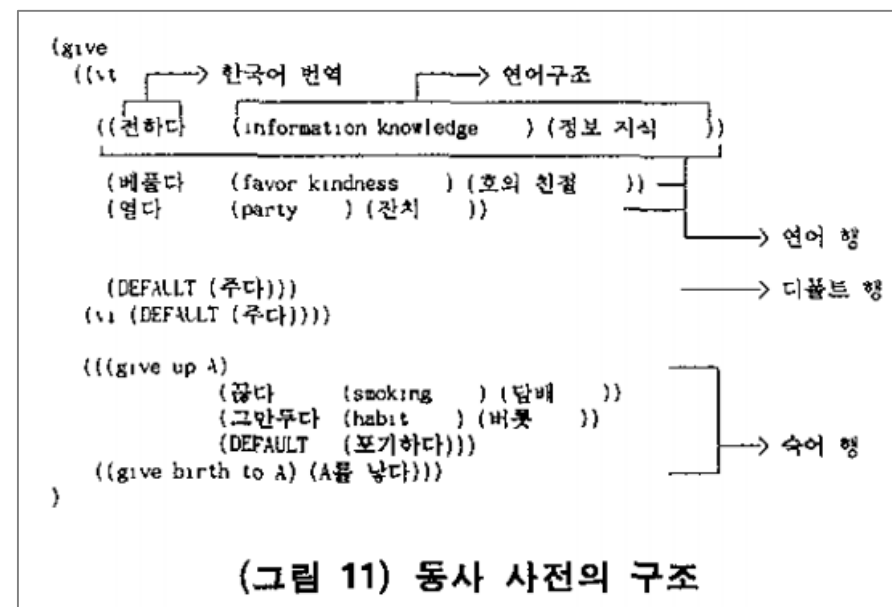 (give
((vt ┌──> 한국어 번역 ┌──> 연어구조
((전하다 (information knowledge ) (정보 지식 ))
(베풀다 (favor kindness ) (호의 친절 ))
(열다 (party ) (잔치 ))
──> 연어 행
(DEFAULT (주다))) ──> 디폴트 행
(vi (DEFAULT (주다))))
(((give up A)
(끊다 (smoking ) (담배 ))
(그만두다 (habit ) (버릇 ))
(DEFAULT (포기하다))) ──> 숙어 행
((give birth to A) (A를 낳다)))
)
(그림 11) 동사 사전의 구조